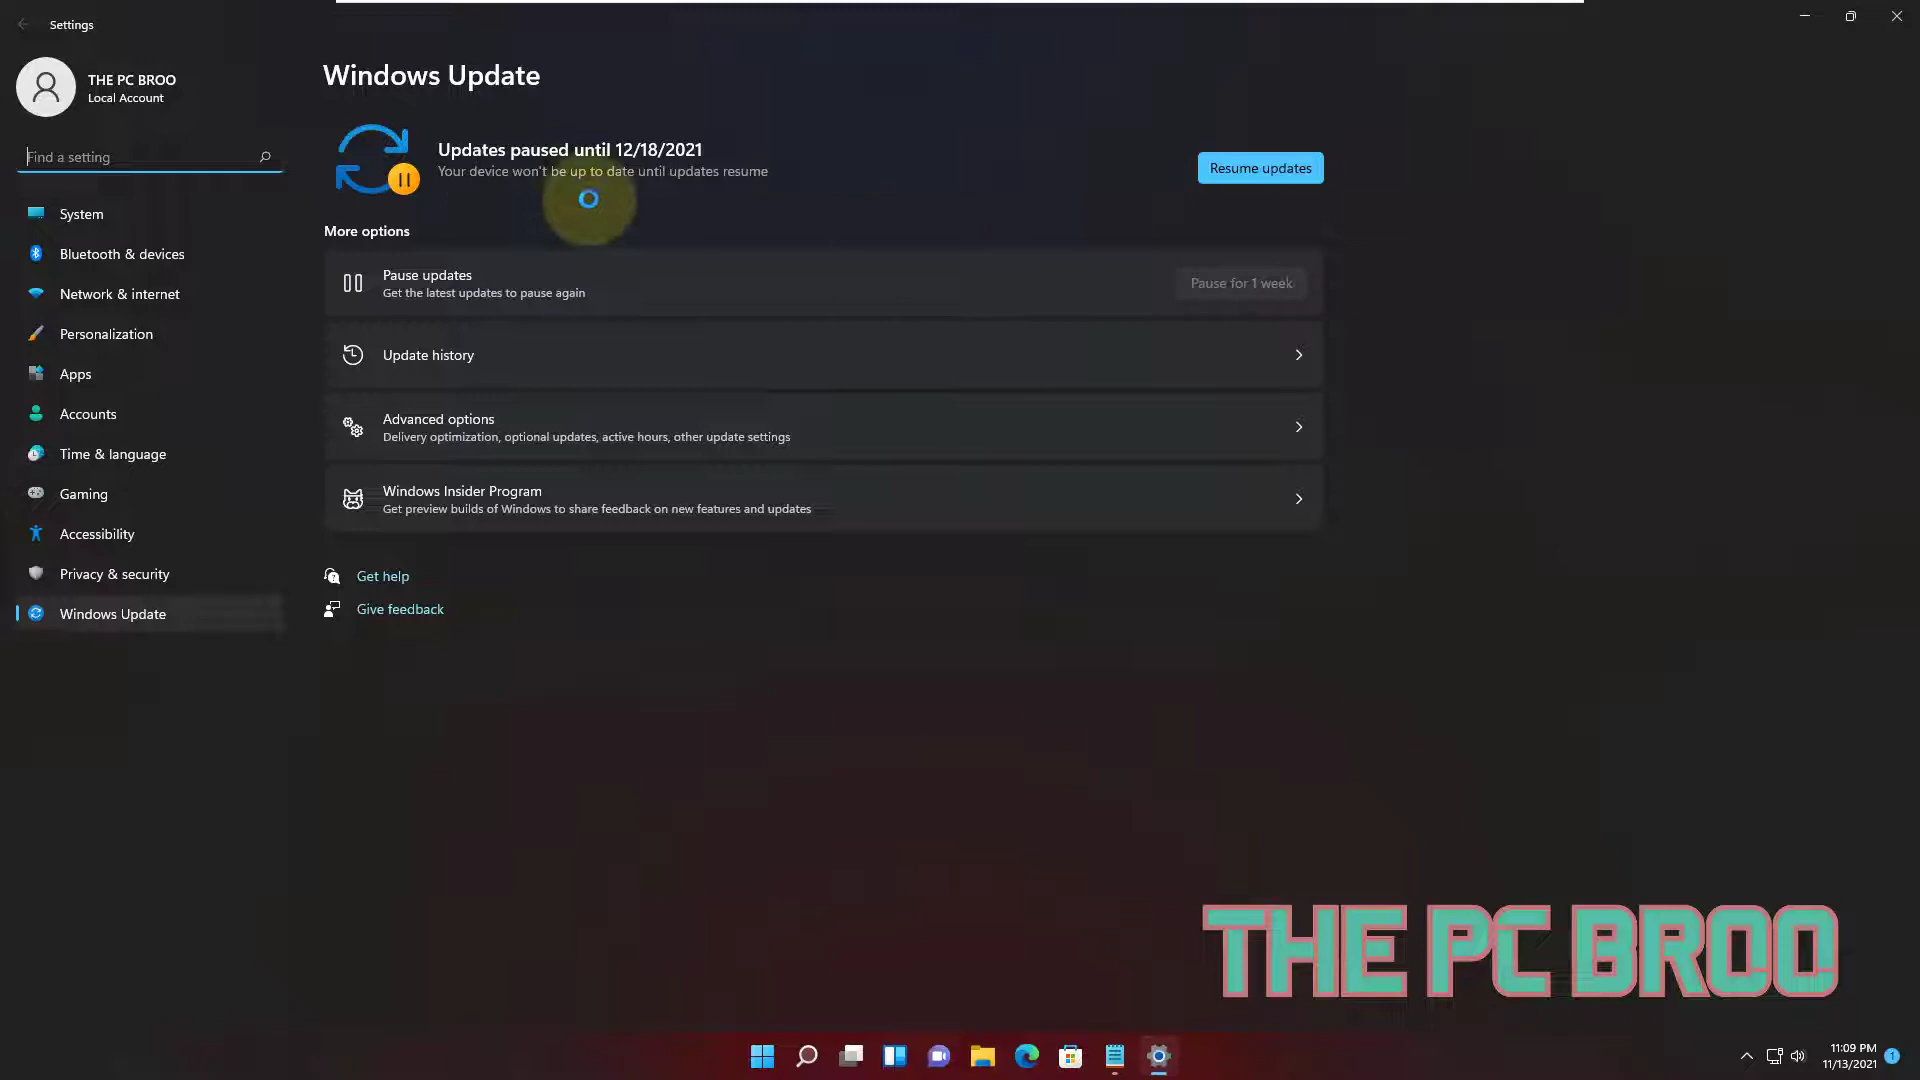 Settings
THE PC BROO
Local Account
Find a setting
System
Bluetooth & devices
Network & internet
Personalization
Apps
Accounts
Time & language
Gaming
Accessibility
Privacy & security
Windows Update
Windows Update
Updates paused until 12/18/2021
Your device won't be up to date until updates resume
Resume updates
More options
Pause updates
Get the latest updates to pause again
Pause for 1 week
Update history
Advanced options
Delivery optimization, optional updates, active hours, other update settings
Windows Insider Program
Get preview builds of Windows to share feedback on new features and updates
Get help
Give feedback
THE PC BROO
11:09 PM
11/13/2021
1